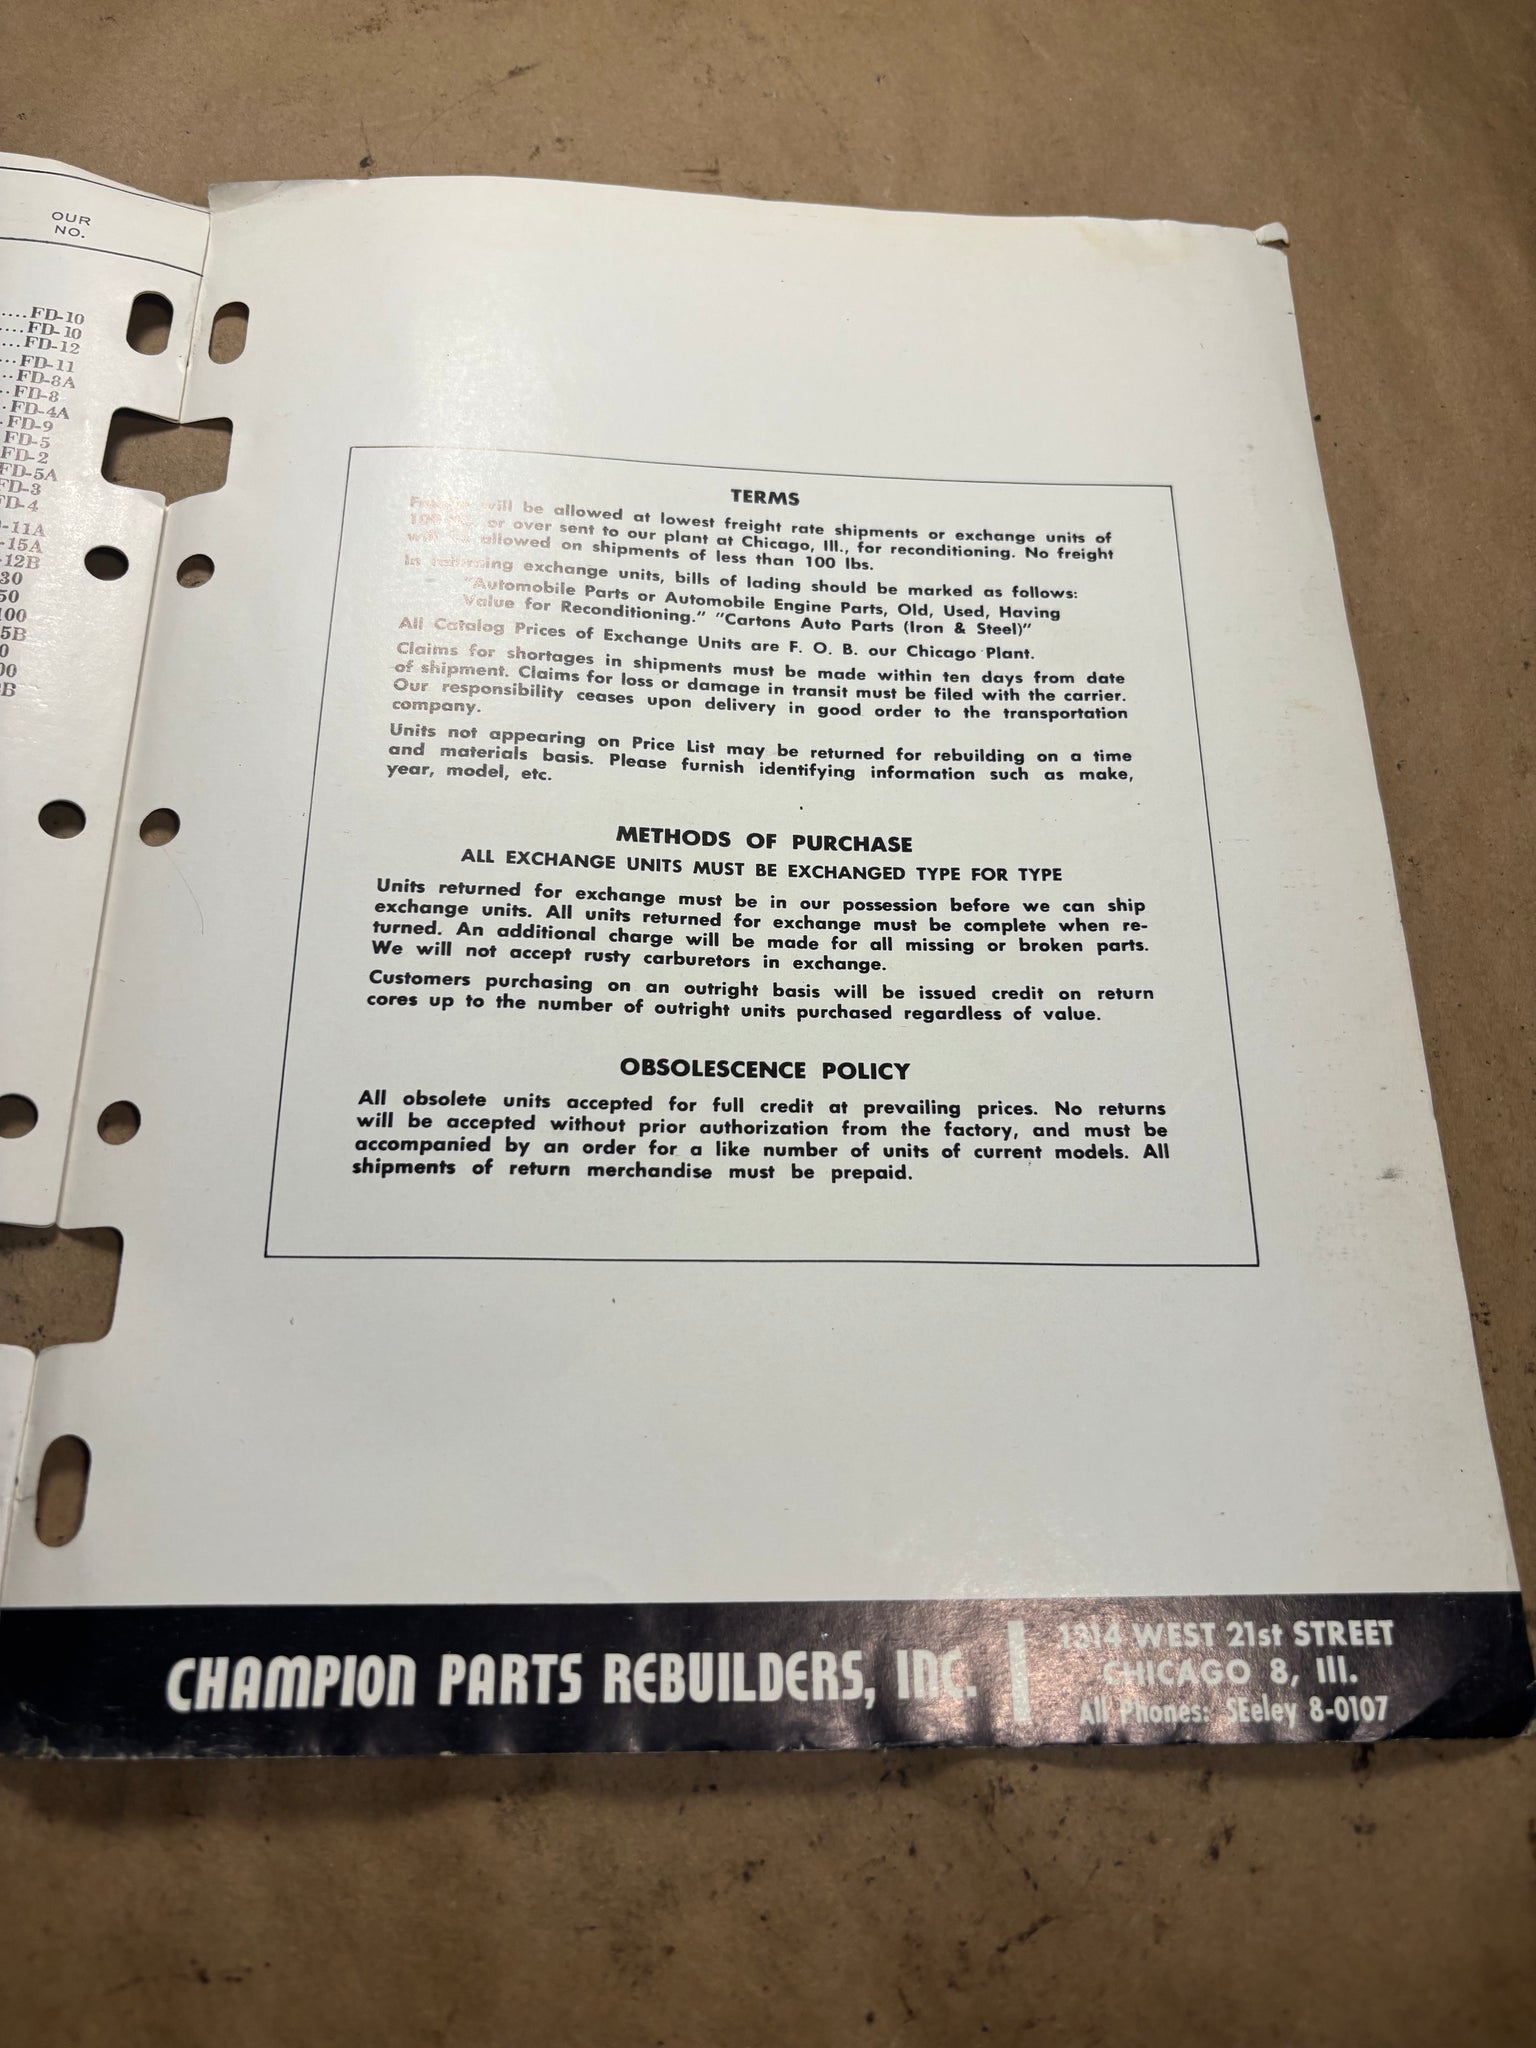 OUR
NO.
....FD-10
....FD-10
...FD-12
...FD-11
..FD-8A
..FD-8
.FD-4A
.FD-9
FD-5
FD-2
FD-5A
FD-3
FD-4
-11A
-15A
-12B
30
50
100
5B
0
00
B
TERMS
will be allowed at lowest freight rate shipments or exchange units of
100 or over sent to our plant at Chicago, Ill., for reconditioning. No freight
will be allowed on shipments of less than 100 lbs.
In returning exchange units, bills of lading should be marked as follows:
"Automobile Parts or Automobile Engine Parts, Old, Used, Having
Value for Reconditioning." "Cartons Auto Parts (Iron & Steel)"
All Catalog Prices of Exchange Units are F. O. B. our Chicago Plant.
Claims for shortages in shipments must be made within ten days from date
of shipment. Claims for loss or damage in transit must be filed with the carrier.
Our responsibility ceases upon delivery in good order to the transportation
company.
Units not appearing on Price List may be returned for rebuilding on a time
and materials basis. Please furnish identifying information such as make,
year, model, etc.
METHODS OF PURCHASE
ALL EXCHANGE UNITS MUST BE EXCHANGED TYPE FOR TYPE
Units returned for exchange must be in our possession before we can ship
exchange units. All units returned for exchange must be complete when re-
turned. An additional charge will be made for all missing or broken parts.
We will not accept rusty carburetors in exchange.
Customers purchasing on an outright basis will be issued credit on return
cores up to the number of outright units purchased regardless of value.
OBSOLESCENCE POLICY
All obsolete units accepted for full credit at prevailing prices. No returns
will be accepted without prior authorization from the factory, and must be
accompanied by an order for a like number of units of current models. All
shipments of return merchandise must be prepaid.
CHAMPION PARTS REBUILDERS, INC.
1314 WEST 21st STREET
CHICAGO 8, Ill.
All Phones: SEeley 8-0107